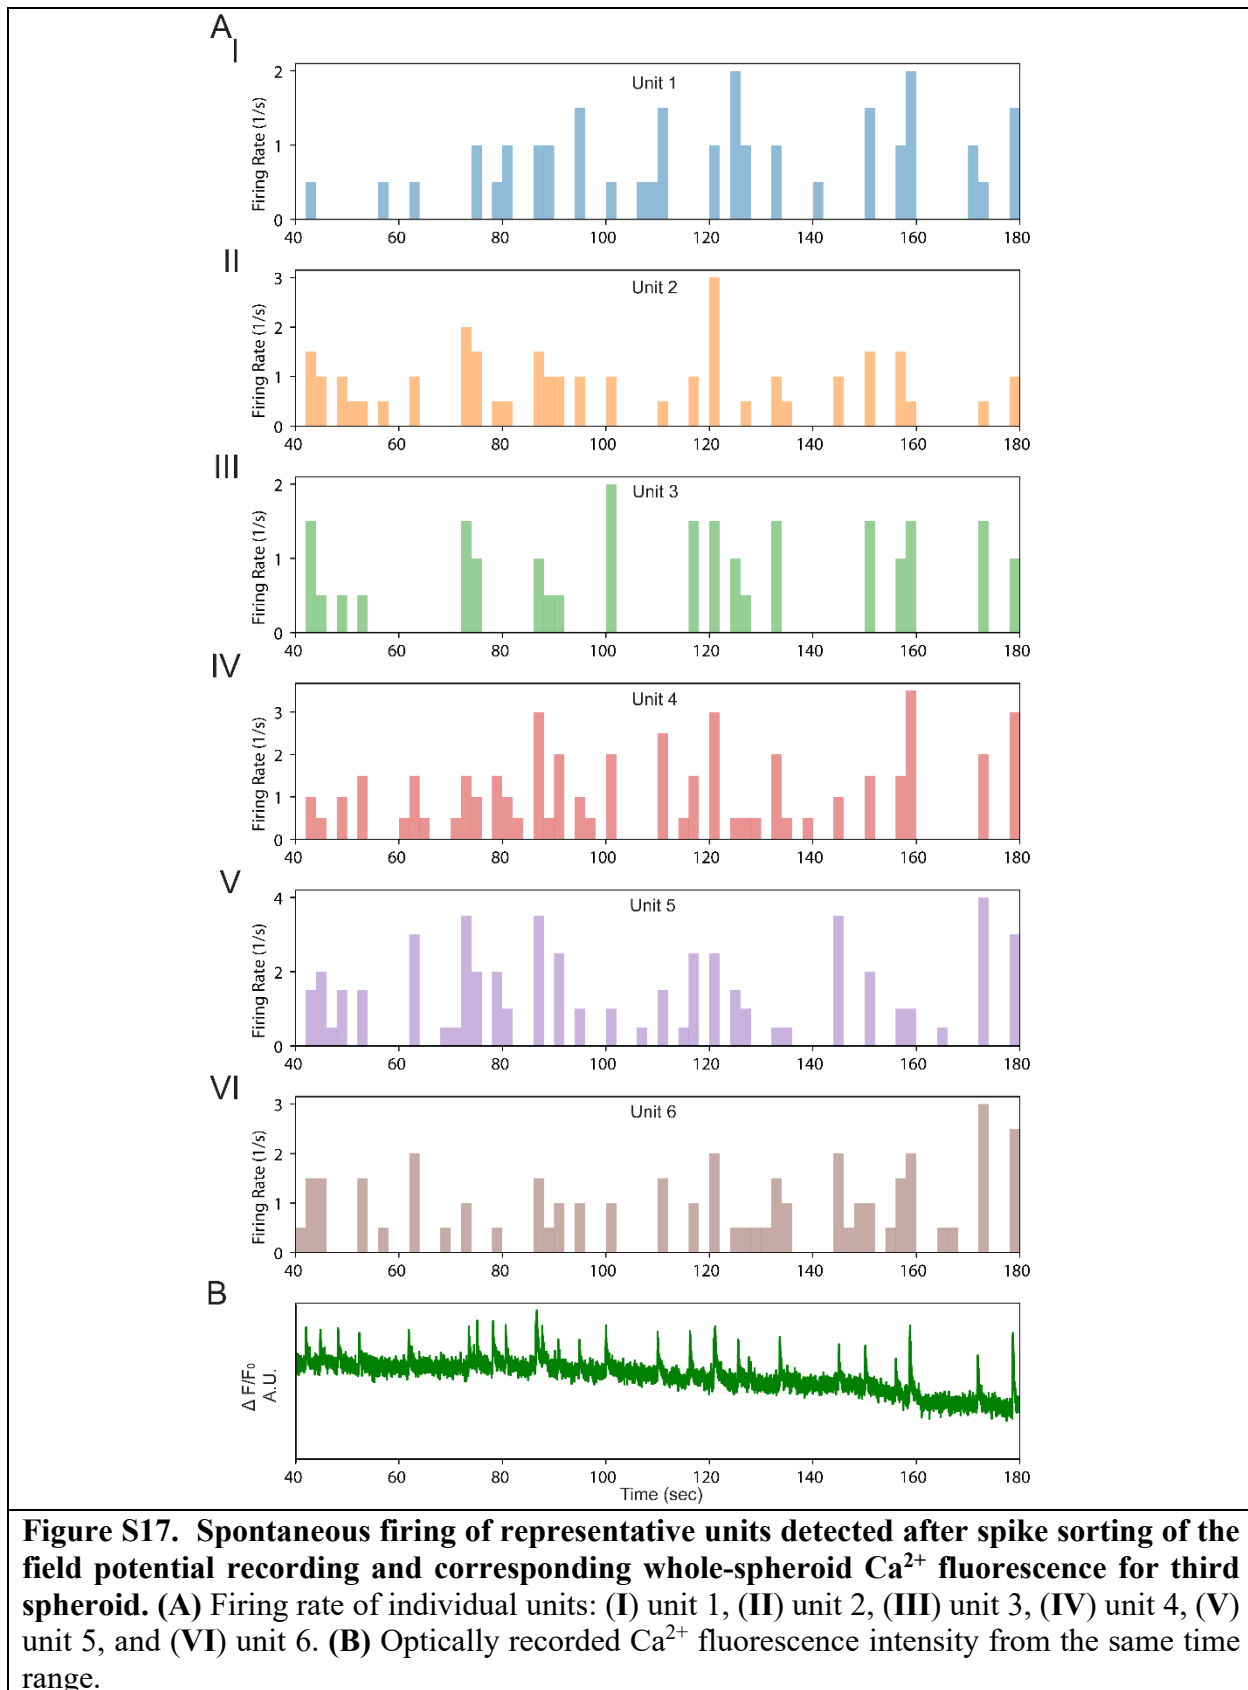 A
I
Unit 1
Firing Rate (1/s)
2
1
0
40 60 80 100 120 140 160 180
II
Unit 2
Firing Rate (1/s)
3
2
1
0
40 60 80 100 120 140 160 180
III
Unit 3
Firing Rate (1/s)
2
1
0
40 60 80 100 120 140 160 180
IV
Unit 4
Firing Rate (1/s)
3
2
1
0
40 60 80 100 120 140 160 180
V
Unit 5
Firing Rate (1/s)
4
2
0
40 60 80 100 120 140 160 180
VI
Unit 6
Firing Rate (1/s)
3
2
1
0
40 60 80 100 120 140 160 180
B
Δ F/F₀
A.U.
40 60 80 100 120 140 160 180
Time (sec)
Figure S17. Spontaneous firing of representative units detected after spike sorting of the
field potential recording and corresponding whole-spheroid Ca²⁺ fluorescence for third
spheroid. (A) Firing rate of individual units: (I) unit 1, (II) unit 2, (III) unit 3, (IV) unit 4, (V)
unit 5, and (VI) unit 6. (B) Optically recorded Ca²⁺ fluorescence intensity from the same time
range.